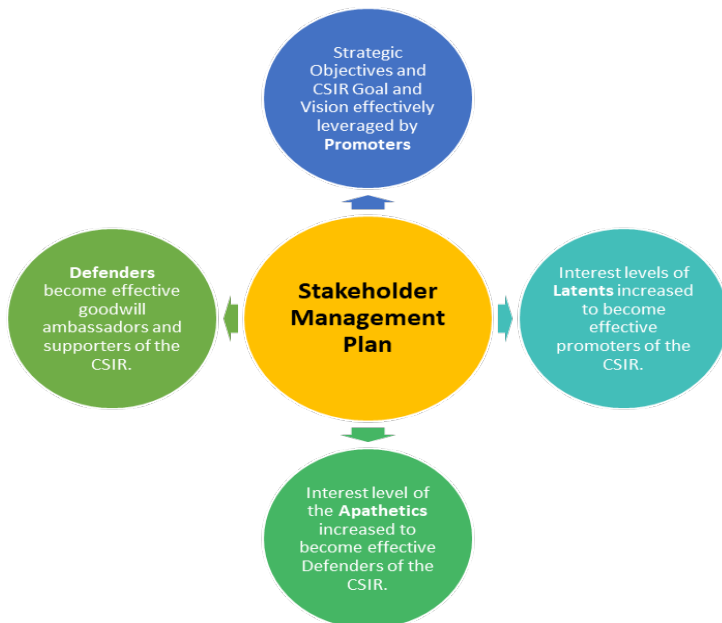 Strategic
Objectives and
CSIR Goal and
Vision effectively
leveraged by
Promoters
Defenders
become effective
goodwill
ambassadors and
supporters of the
CSIR.
Stakeholder
Management
Plan
Interest levels of
Latents increased
to become
effective
promoters of the
CSIR.
Interest level of
the Apathetics
increased to
become effective
Defenders of the
CSIR.